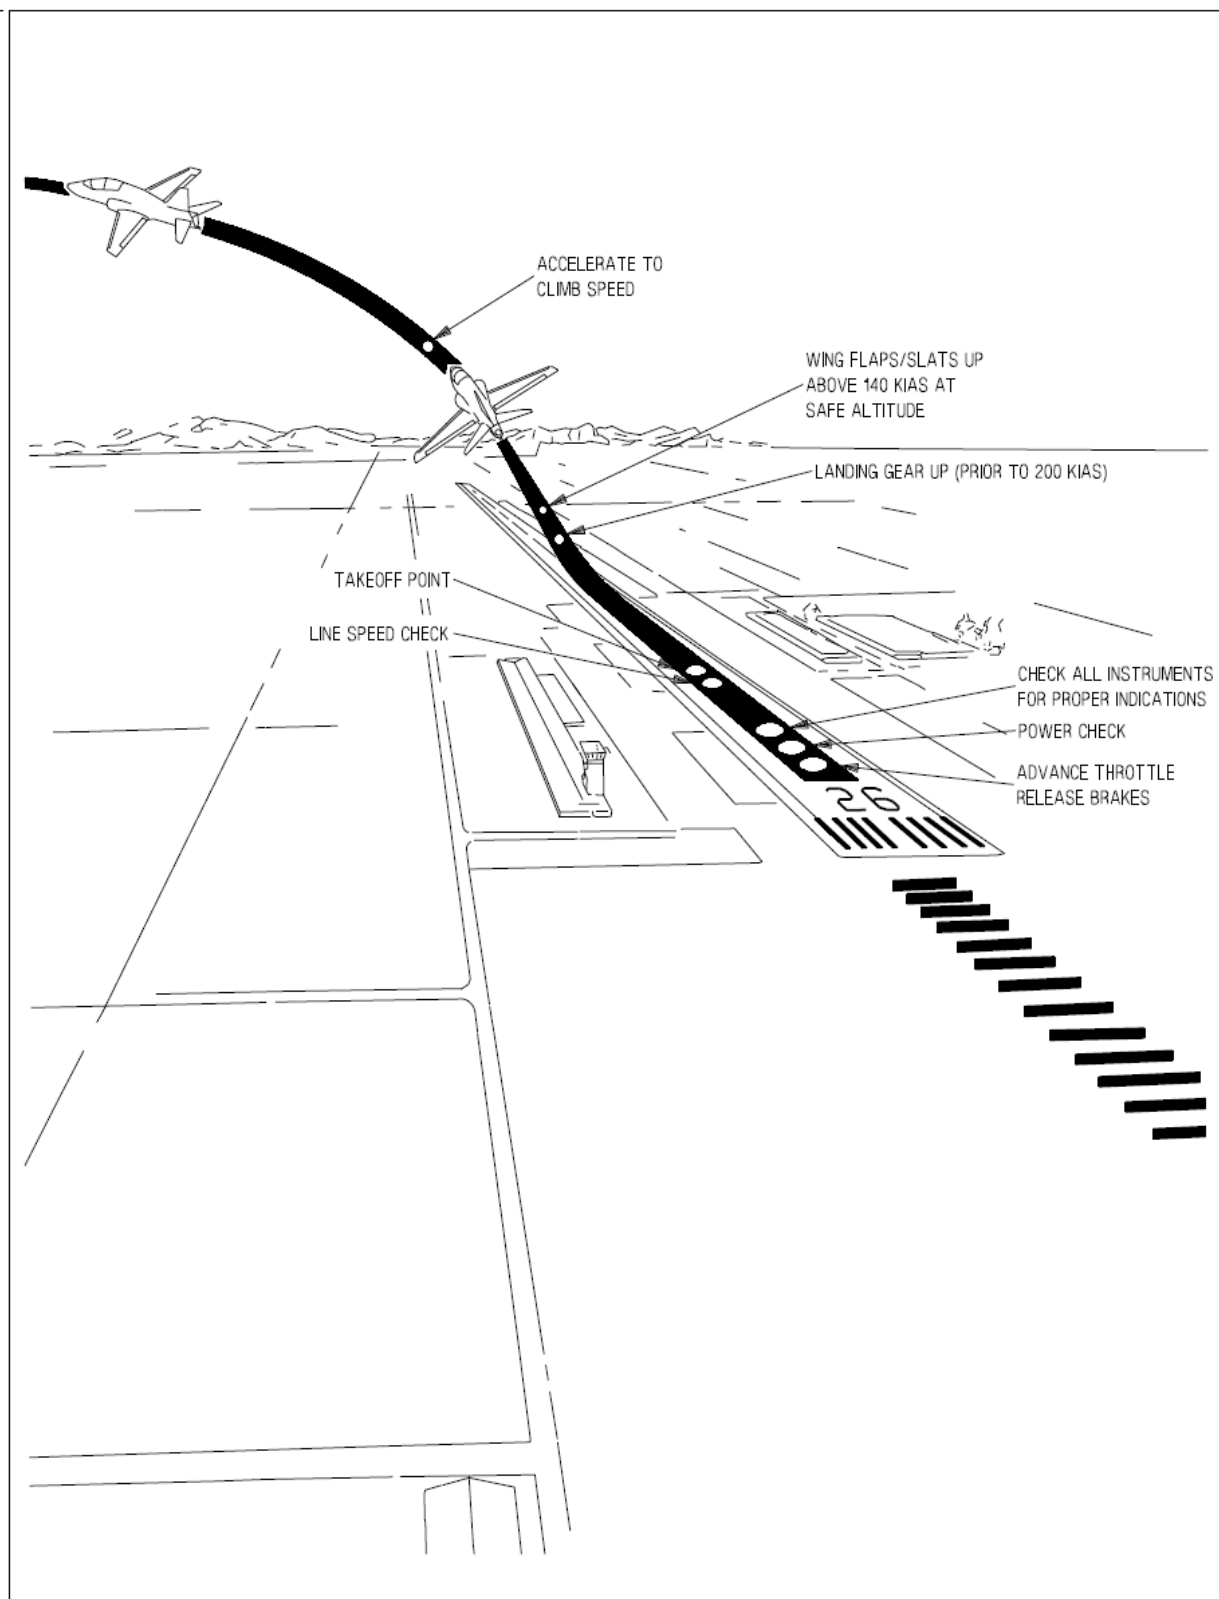 ACCELERATE TO
CLIMB SPEED
WING FLAPS/SLATS UP
ABOVE 140 KIAS AT
SAFE ALTITUDE
LANDING GEAR UP (PRIOR TO 200 KIAS)
TAKEOFF POINT
LINE SPEED CHECK
CHECK ALL INSTRUMENTS
FOR PROPER INDICATIONS
POWER CHECK
ADVANCE THROTTLE
RELEASE BRAKES